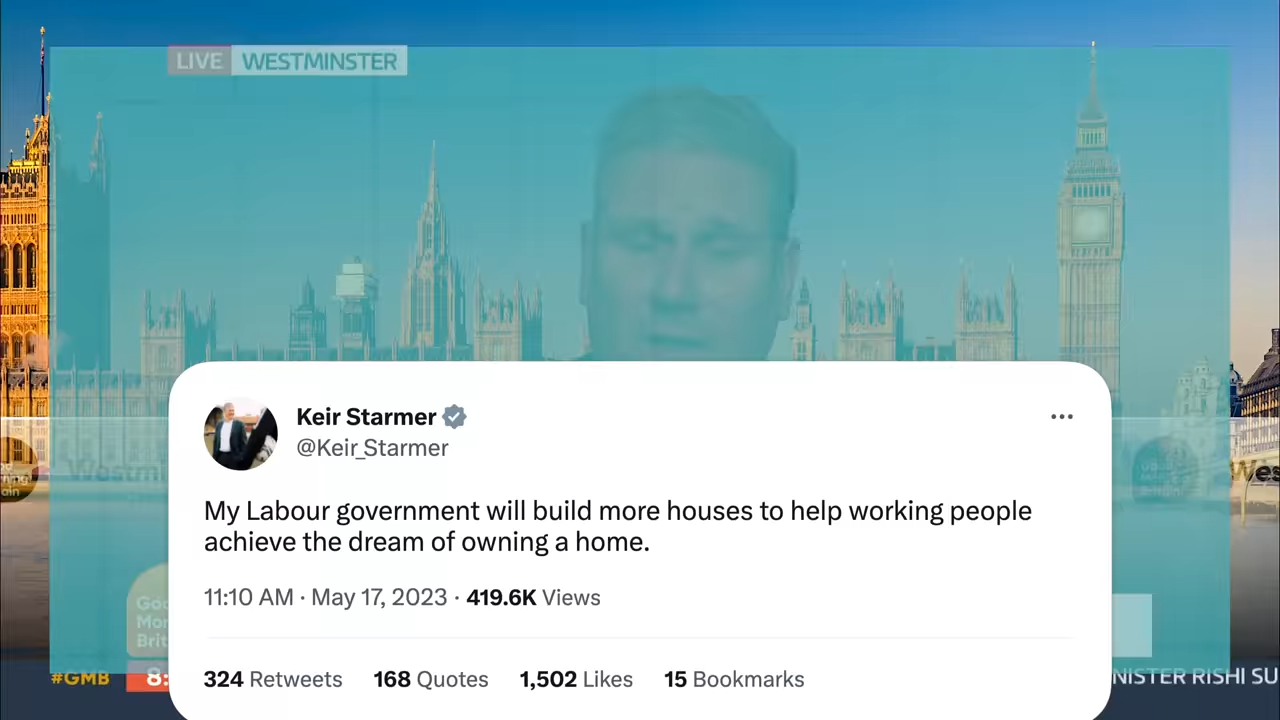 LIVE WESTMINSTER
Keir Starmer
@Keir_Starmer
My Labour government will build more houses to help working people
achieve the dream of owning a home.
11:10 AM · May 17, 2023 · 419.6K Views
324 Retweets 168 Quotes 1,502 Likes 15 Bookmarks
#GMB 8:
NISTER RISHI SU